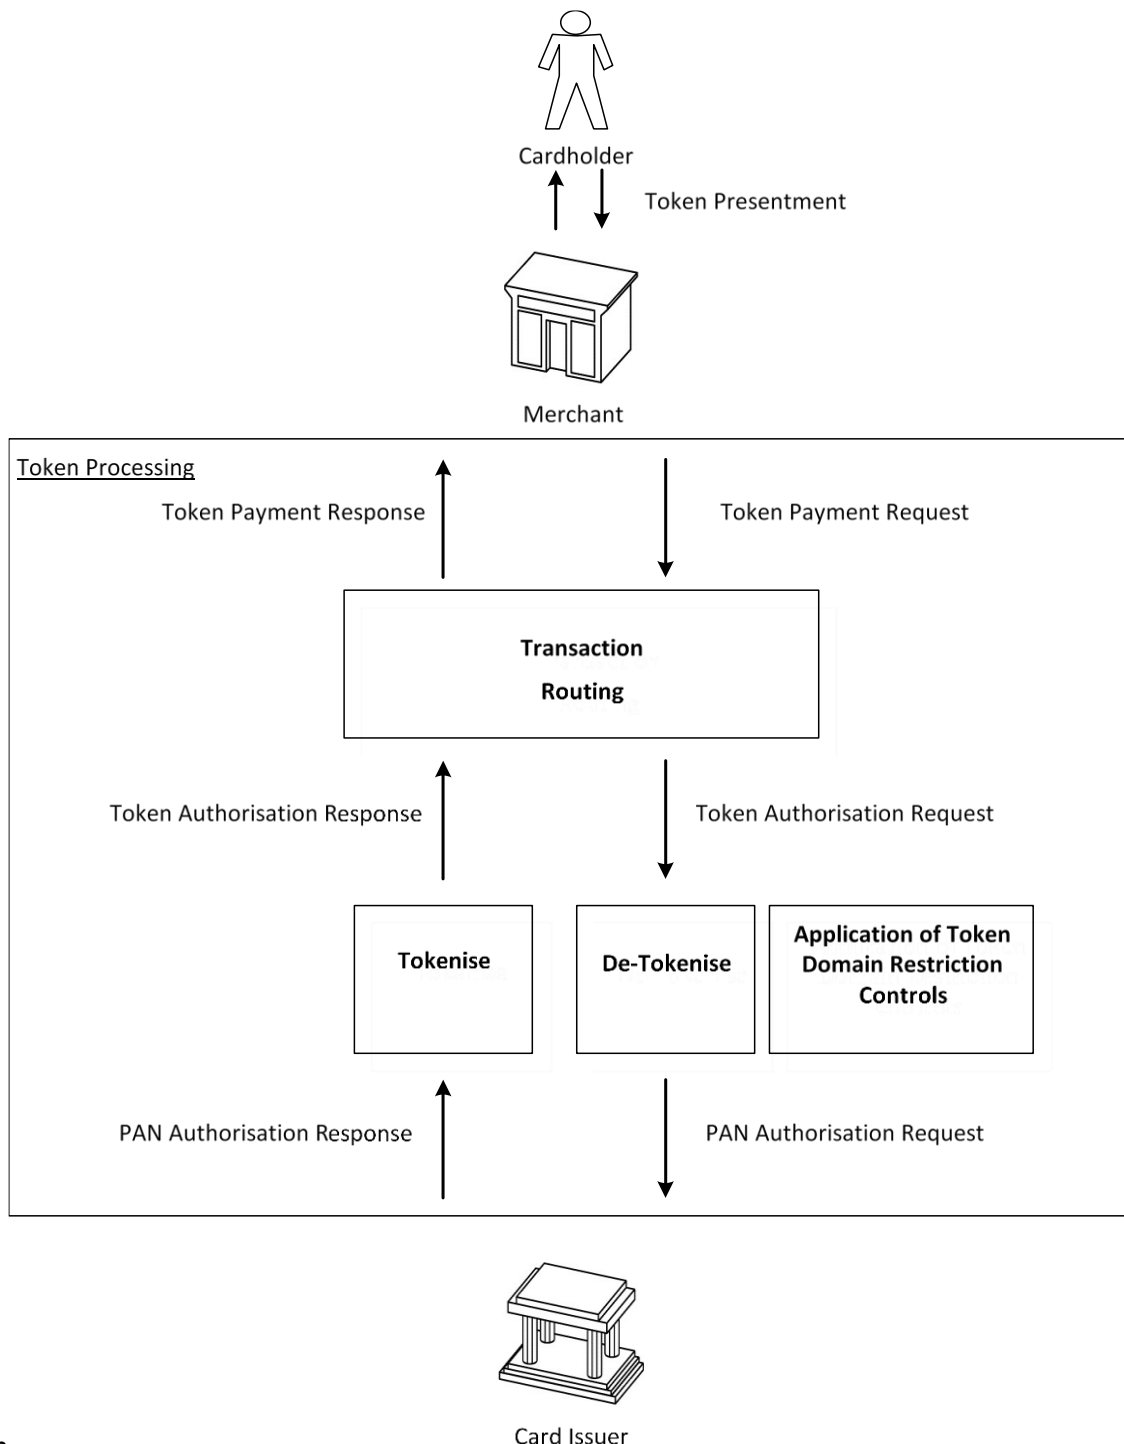 Cardholder
Token Presentment
Merchant
Token Processing
Token Payment Response
Token Payment Request
Transaction
Routing
Token Authorisation Response
Token Authorisation Request
Tokenise
De-Tokenise
Application of Token
Domain Restriction
Controls
PAN Authorisation Response
PAN Authorisation Request
Card Issuer